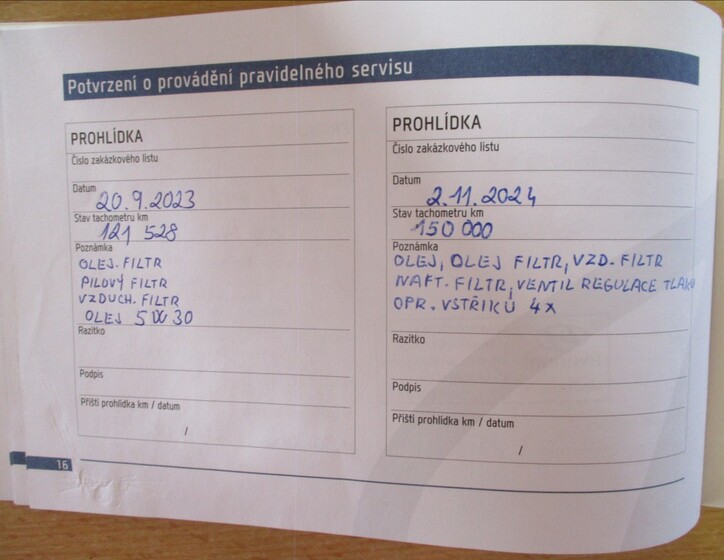 Potvrzení o provádění pravidelného servisu
PROHLÍDKA
Číslo zakázkového listu
Datum
20.9.2023
Stav tachometru km
121 528
Poznámka
OLEJ. FILTR
PILOVÝ FILTR
VZDUCH. FILTR
OLEJ 5W30
Razítko
Podpis
Příští prohlídka km / datum
/
PROHLÍDKA
Číslo zakázkového listu
Datum
2.11.2024
Stav tachometru km
150 000
Poznámka
OLEJ, OLEJ FILTR, VZD. FILTR
NAFT. FILTR, VENTIL REGULACE TLAKU
OPR. VSTŘIKŮ 4x
Razítko
Podpis
Příští prohlídka km / datum
/
16